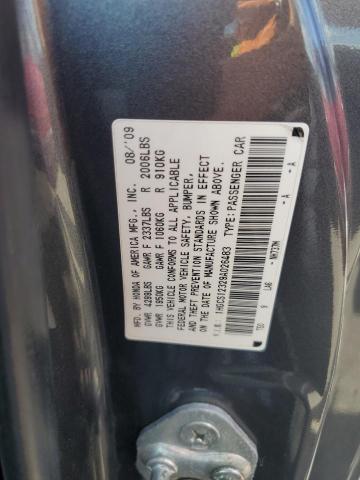 MFD. BY HONDA OF AMERICA MFG., INC. 08/'09
GVWR 4299LBS GAWR F 2337LBS R 2006LBS
GVWR 1950KG GAWR F 1060KG R 910KG
THIS VEHICLE CONFORMS TO ALL APPLICABLE
FEDERAL MOTOR VEHICLE SAFETY, BUMPER,
AND THEFT PREVENTION STANDARDS IN EFFECT
ON THE DATE OF MANUFACTURE SHOWN ABOVE.
1HGCS12329A026483 TYPE: PASSENGER CAR
NH737M -A -A